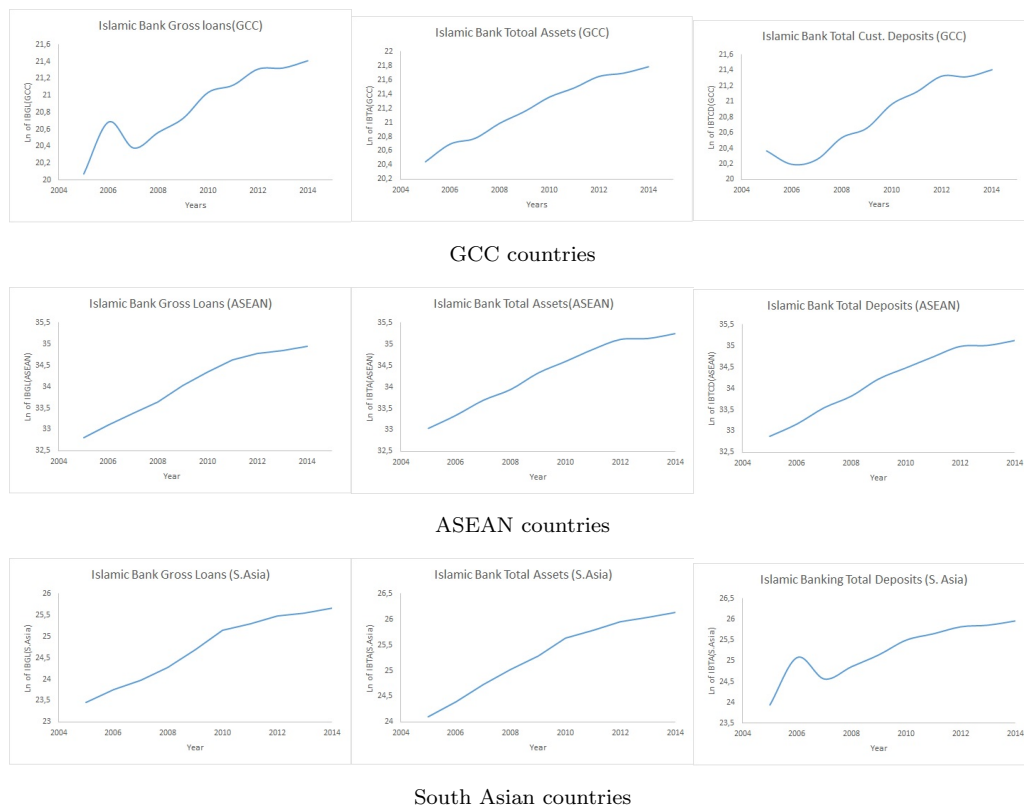 Islamic Bank Gross loans(GCC)
Ln of IBGL(GCC)
21,6
21,4
21,2
21
20,8
20,6
20,4
20,2
20
2004 2006 2008 2010 2012 2014
Years
Islamic Bank Totoal Assets (GCC)
Ln of IBTA(GCC)
22
21,8
21,6
21,4
21,2
21
20,8
20,6
20,4
20,2
2004 2006 2008 2010 2012 2014
Years
Islamic Bank Total Cust. Deposits (GCC)
Ln of IBTCD(GCC)
21,6
21,4
21,2
21
20,8
20,6
20,4
20,2
20
2004 2006 2008 2010 2012 2014
Years
GCC countries
Islamic Bank Gross Loans (ASEAN)
Ln of IBGL(ASEAN)
35,5
35
34,5
34
33,5
33
32,5
2004 2006 2008 2010 2012 2014
Year
Islamic Bank Total Assets(ASEAN)
Ln of IBTA(ASEAN)
35,5
35
34,5
34
33,5
33
32,5
2004 2006 2008 2010 2012 2014
Year
Islamic Bank Total Deposits (ASEAN)
Ln of IBTCD(ASEAN)
35,5
35
34,5
34
33,5
33
32,5
2004 2006 2008 2010 2012 2014
Year
ASEAN countries
Islamic Bank Gross Loans (S.Asia)
Ln of IBGL(S.Asia)
26
25,5
25
24,5
24
23,5
23
2004 2006 2008 2010 2012 2014
Year
Islamic Bank Total Assets (S.Asia)
Ln of IBTA(S.Asia)
26,5
26
25,5
25
24,5
24
2004 2006 2008 2010 2012 2014
Year
Islamic Banking Total Deposits (S. Asia)
Ln of IBTA(S.Asia)
26,5
26
25,5
25
24,5
24
23,5
2004 2006 2008 2010 2012 2014
Year
South Asian countries